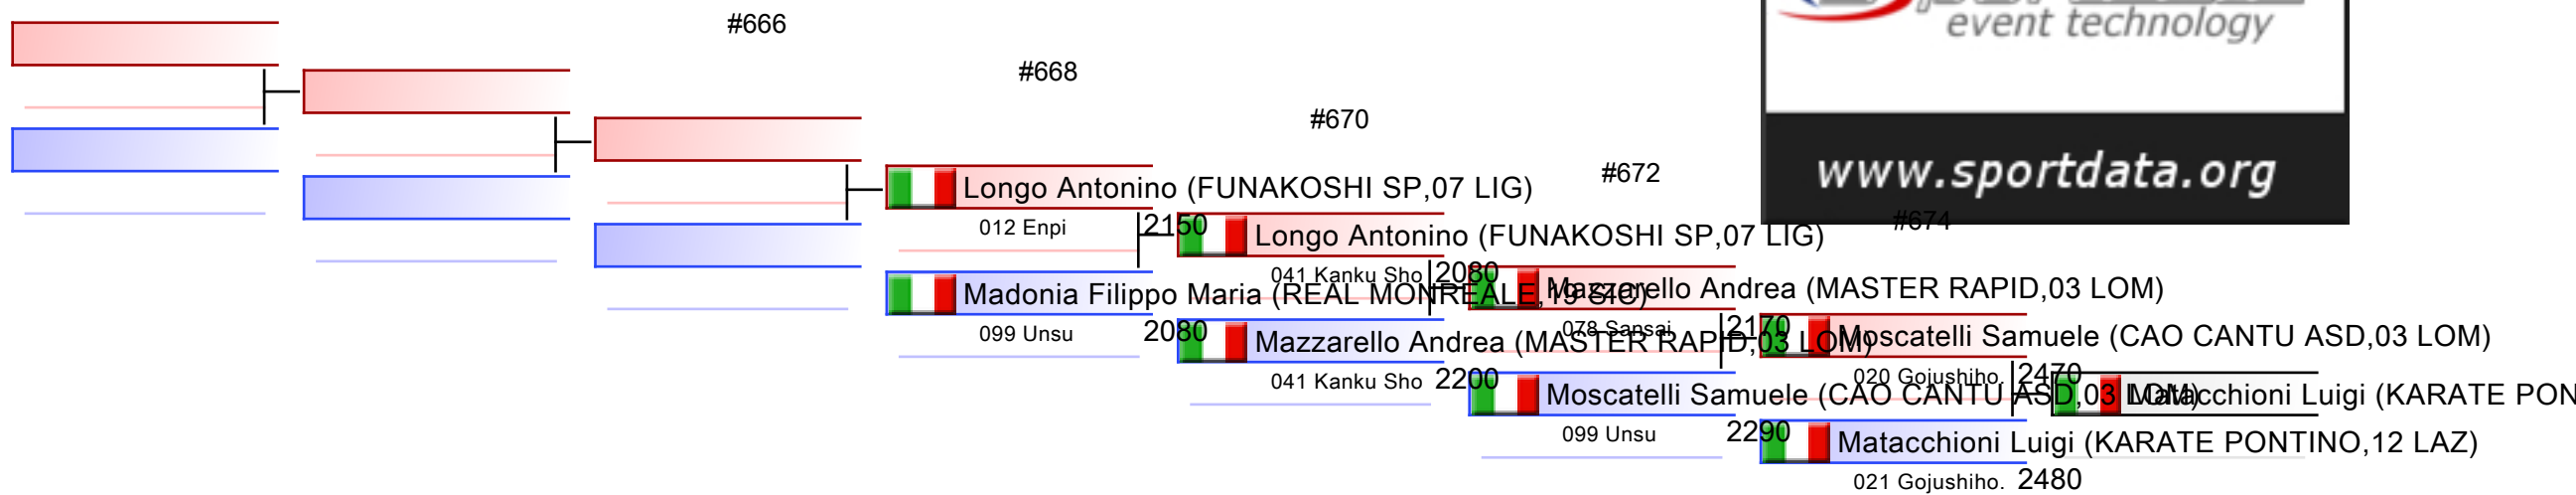 event technology
#666
#668
#670
www.sportdata.org
#672
Longo Antonino (FUNAKOSHI SP,07 LIG)
012 Enpi 2150
#674
Longo Antonino (FUNAKOSHI SP,07 LIG)
041 Kanku Sho 2080
Madonia Filippo Maria (REAL MONREALE,19 SIC)
099 Unsu 2080
Mazzarello Andrea (MASTER RAPID,03 LOM)
078 Sansai 2170
Mazzarello Andrea (MASTER RAPID,03 LOM)
041 Kanku Sho 2200
Moscatelli Samuele (CAO CANTU ASD,03 LOM)
020 Gojushiho. 2470
Moscatelli Samuele (CAO CANTU ASD,03 LOM)
099 Unsu 2290
Matacchioni Luigi (KARATE PON
Matacchioni Luigi (KARATE PONTINO,12 LAZ)
021 Gojushiho. 2480